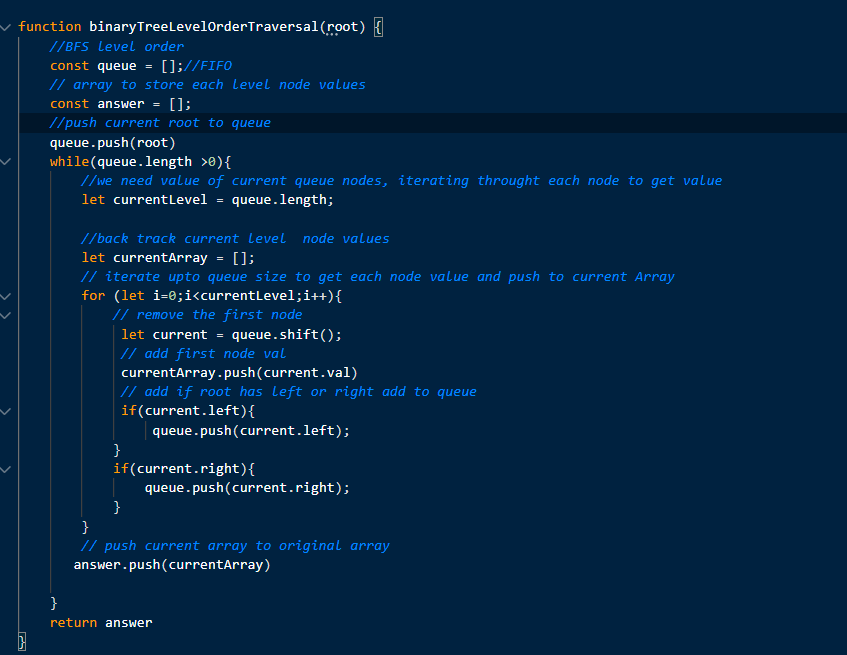 function binaryTreeLevelOrderTraversal(root) {
//BFS level order
const queue = [];//FIFO
// array to store each level node values
const answer = [];
//push current root to queue
queue.push(root)
while(queue.length >0){
//we need value of current queue nodes, iterating throught each node to get value
let currentLevel = queue.length;
//back track current level  node values
let currentArray = [];
// iterate upto queue size to get each node value and push to current Array
for (let i=0;i<currentLevel;i++){
// remove the first node
let current = queue.shift();
// add first node val
currentArray.push(current.val)
// add if root has left or right add to queue
if(current.left){
queue.push(current.left);
}
if(current.right){
queue.push(current.right);
}
}
// push current array to original array
answer.push(currentArray)
}
return answer
}